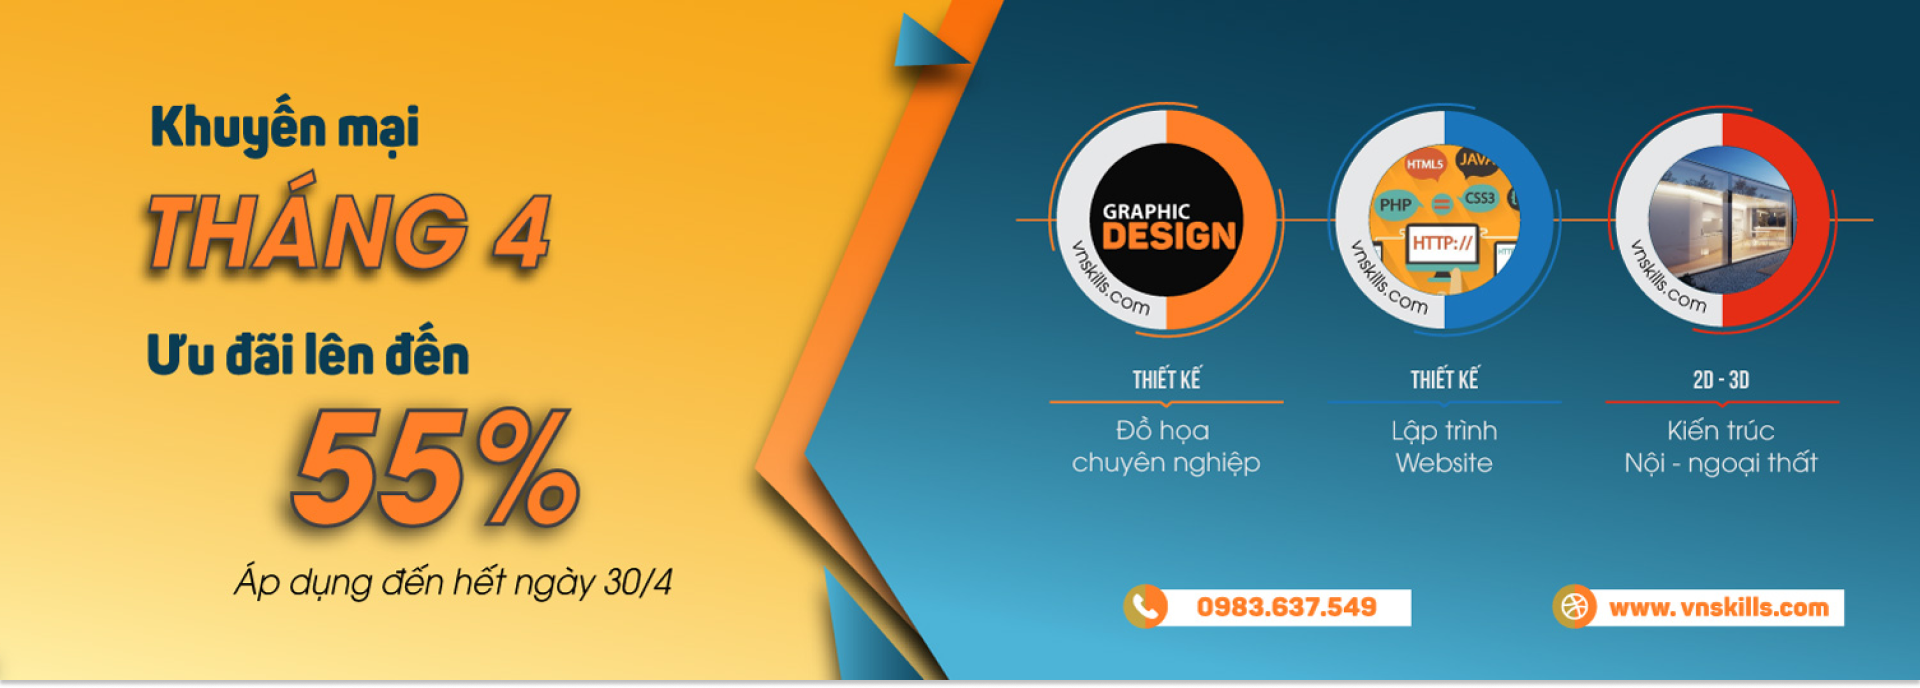 Khuyến mại
THÁNG 4
Ưu đãi lên đến
55%
Áp dụng đến hết ngày 30/4
GRAPHIC
DESIGN
vnskills.com
HTML5
PHP
=
CSS3
HTTP://
vnskills.com
vnskills.com
THIẾT KẾ
Đồ họa
chuyên nghiệp
THIẾT KẾ
Lập trình
Website
2D - 3D
Kiến trúc
Nội - ngoại thất
0983.637.549
www. vnskills.com